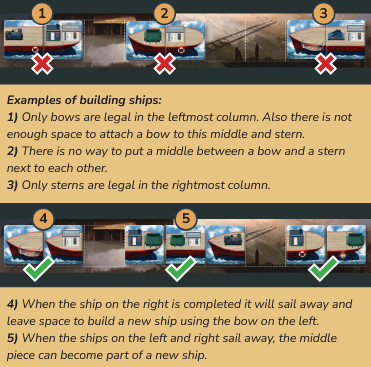 1 2 3
Examples of building ships:
1) Only bows are legal in the leftmost column. Also there is not
enough space to attach a bow to this middle and stern.
2) There is no way to put a middle between a bow and a stern
next to each other.
3) Only sterns are legal in the rightmost column.
4 5
4) When the ship on the right is completed it will sail away and
leave space to build a new ship using the bow on the left.
5) When the ships on the left and right sail away, the middle
piece can become part of a new ship.